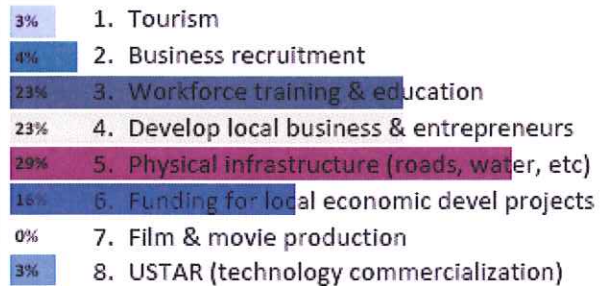 3% 1. Tourism
4% 2. Business recruitment
23% 3. Workforce training & education
23% 4. Develop local business & entrepreneurs
29% 5. Physical infrastructure (roads, water, etc)
16% 6. Funding for local economic devel projects
0% 7. Film & movie production
3% 8. USTAR (technology commercialization)